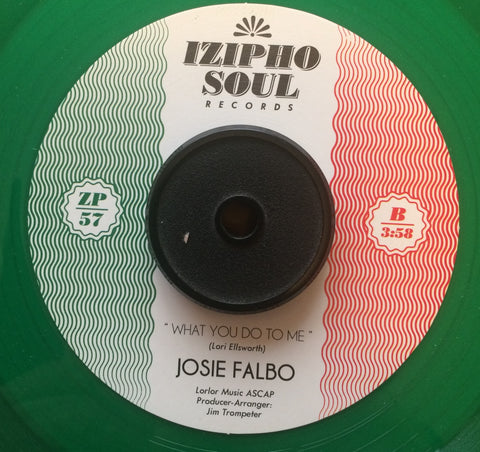 IZIPHO
SOUL
RECORDS
ZP
57
B
3:58
"WHAT YOU DO TO ME"
(Lori Ellsworth)
JOSIE FALBO
Lorlor Music ASCAP
Producer-Arranger:
Jim Trompeter